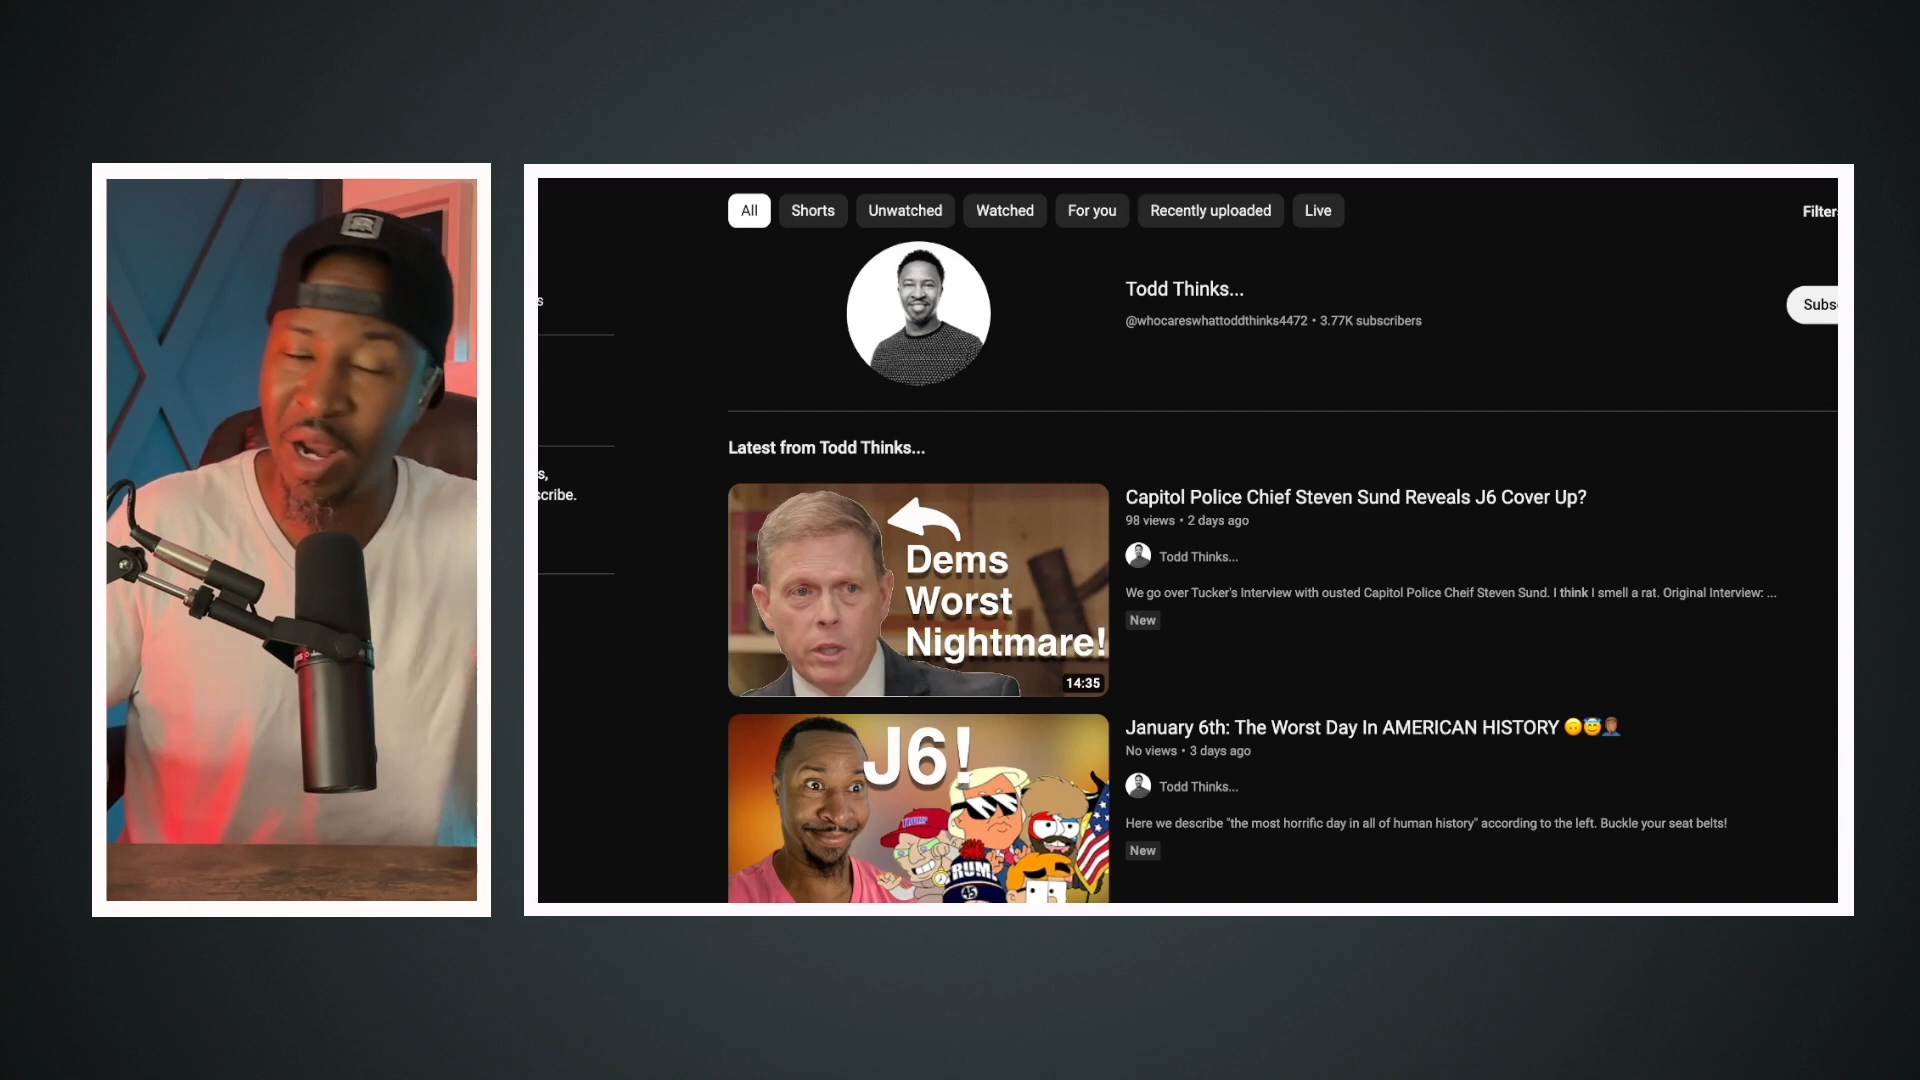 All
Shorts
Unwatched
Watched
For you
Recently uploaded
Live
Filter
Todd Thinks...
@whocareswhattoddthinks4472 • 3.77K subscribers
Subs
s
s,
scribe.
Latest from Todd Thinks...
Dems
Worst
Nightmare!
14:35
Capitol Police Chief Steven Sund Reveals J6 Cover Up?
98 views • 2 days ago
Todd Thinks...
We go over Tucker's Interview with ousted Capitol Police Cheif Steven Sund. I think I smell a rat. Original Interview: ...
New
J6!
TRUMP
TRUMP
45
January 6th: The Worst Day In AMERICAN HISTORY 🙃😇🤦🏾‍♂️
No views • 3 days ago
Todd Thinks...
Here we describe "the most horrific day in all of human history" according to the left. Buckle your seat belts!
New